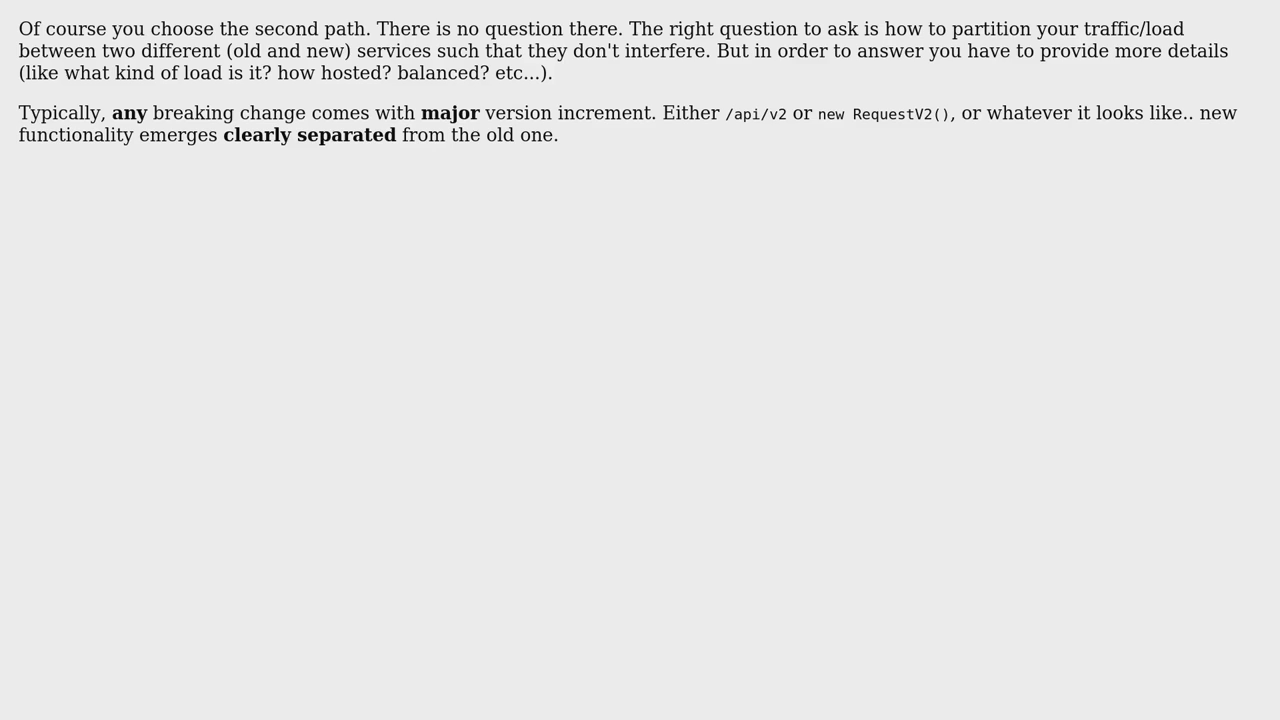 Of course you choose the second path. There is no question there. The right question to ask is how to partition your traffic/load
between two different (old and new) services such that they don't interfere. But in order to answer you have to provide more details
(like what kind of load is it? how hosted? balanced? etc...).
Typically, any breaking change comes with major version increment. Either /api/v2 or new RequestV2(), or whatever it looks like.. new
functionality emerges clearly separated from the old one.